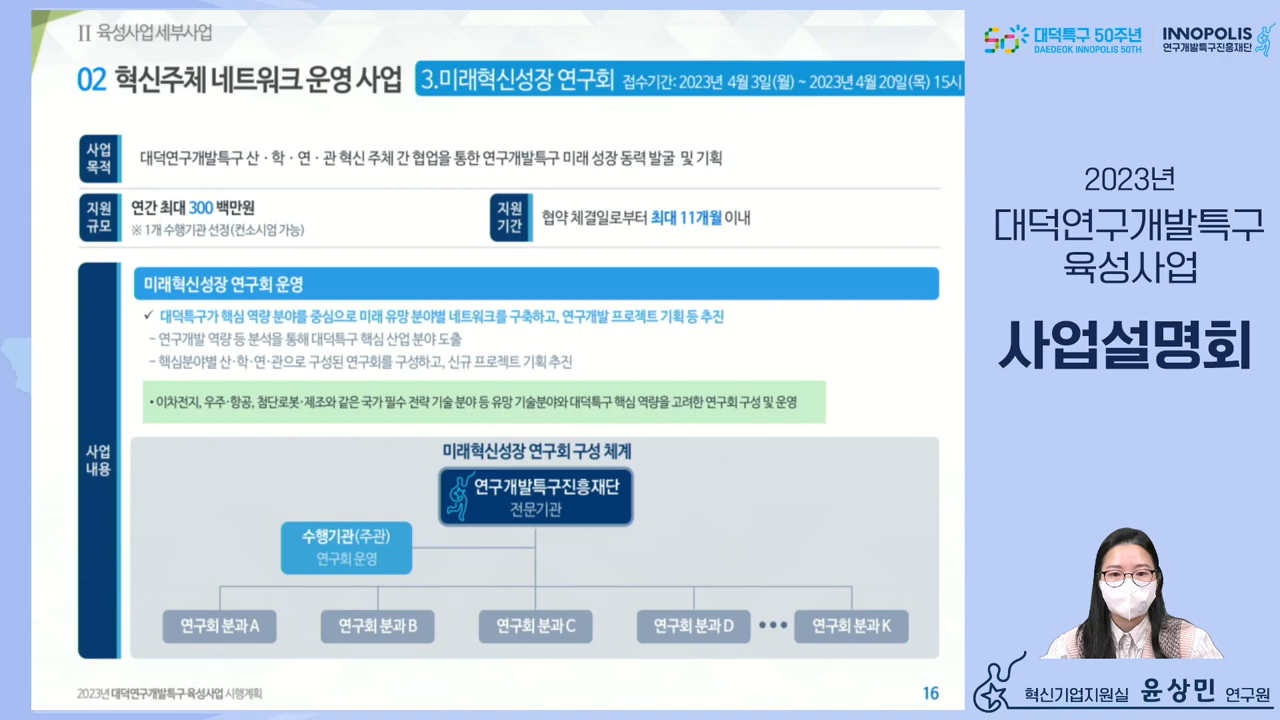 II 육성사업 세부사업
02 혁신주체 네트워크 운영 사업
3.미래혁신성장 연구회 접수기간: 2023년 4월 3일(월) ~ 2023년 4월 20일(목) 15시
사업
목적
대덕연구개발특구 산 · 학 · 연 · 관 혁신 주체 간 협업을 통한 연구개발특구 미래 성장 동력 발굴 및 기획
지원
규모
연간 최대 300 백만원
※ 1개 수행기관 선정(컨소시엄 가능)
지원
기간
협약 체결일로부터 최대 11개월 이내
사업
내용
미래혁신성장 연구회 운영
✓ 대덕특구가 핵심 역량 분야를 중심으로 미래 유망 분야별 네트워크를 구축하고, 연구개발 프로젝트 기획 등 추진
- 연구개발 역량 등 분석을 통해 대덕특구 핵심 산업 분야 도출
- 핵심분야별 산·학·연·관으로 구성된 연구회를 구성하고, 신규 프로젝트 기획 추진
• 이차전지, 우주·항공, 첨단로봇·제조와 같은 국가 필수 전략 기술 분야 등 유망 기술분야와 대덕특구 핵심 역량을 고려한 연구회 구성 및 운영
미래혁신성장 연구회 구성 체계
연구개발특구진흥재단
전문기관
수행기관(주관)
연구회 운영
연구회 분과 A
연구회 분과 B
연구회 분과 C
연구회 분과 D
•••
연구회 분과 K
2023년 대덕연구개발특구 육성사업 시행계획
16
50 대덕특구 50주년
DAEDEOK INNOPOLIS 50TH
INNOPOLIS
연구개발특구진흥재단
2023년
대덕연구개발특구
육성사업
사업설명회
혁신기업지원실 윤상민 연구원